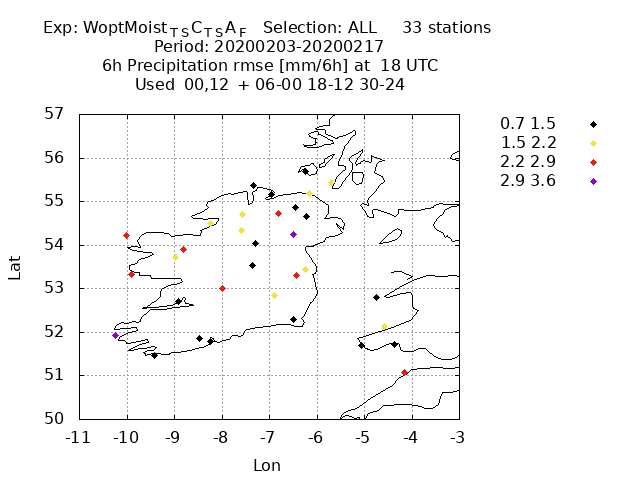 Exp: WoptMoist TS C TS A F Selection: ALL 33 stations
Period: 20200203-20200217
6h Precipitation rmse [mm/6h] at 18 UTC
Used 00,12 + 06-00 18-12 30-24
57
56
55
54
53
52
51
50
-11 -10 -9 -8 -7 -6 -5 -4 -3
Lat
Lon
0.7 1.5
1.5 2.2
2.2 2.9
2.9 3.6